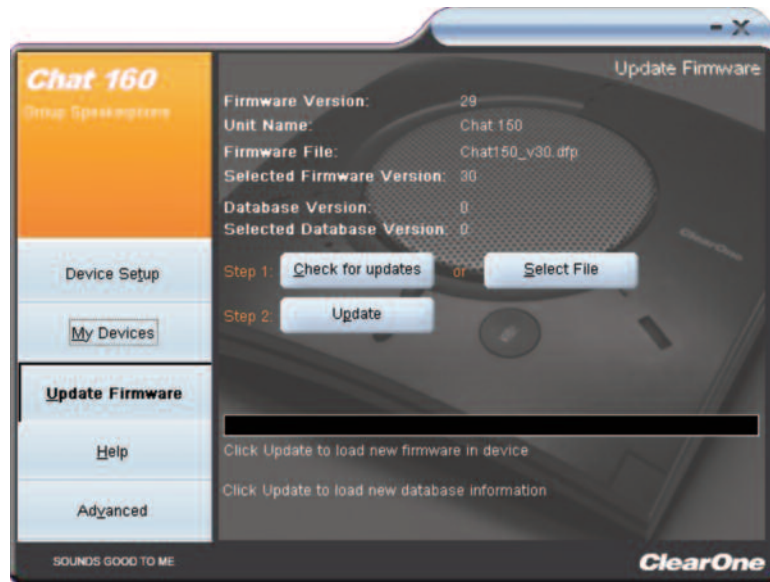 Chat 160
Group Speakerphone
Update Firmware
Firmware Version: 29
Unit Name: Chat 150
Firmware File: Chat150_v30.dfp
Selected Firmware Version: 30
Database Version: 0
Selected Database Version: 0
Step 1: Check for updates or Select File
Step 2: Update
Device Setup
My Devices
Update Firmware
Help
Advanced
ClearOne
Click Update to load new firmware in device
Click Update to load new database information
SOUNDS GOOD TO ME
ClearOne